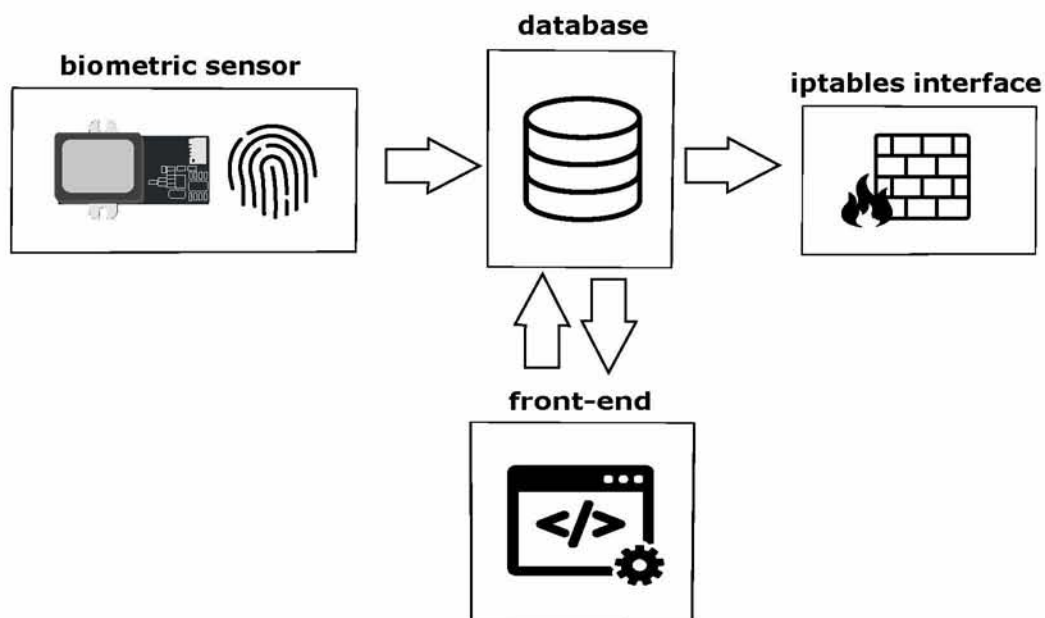 database
biometric sensor
iptables interface
front-end
</>